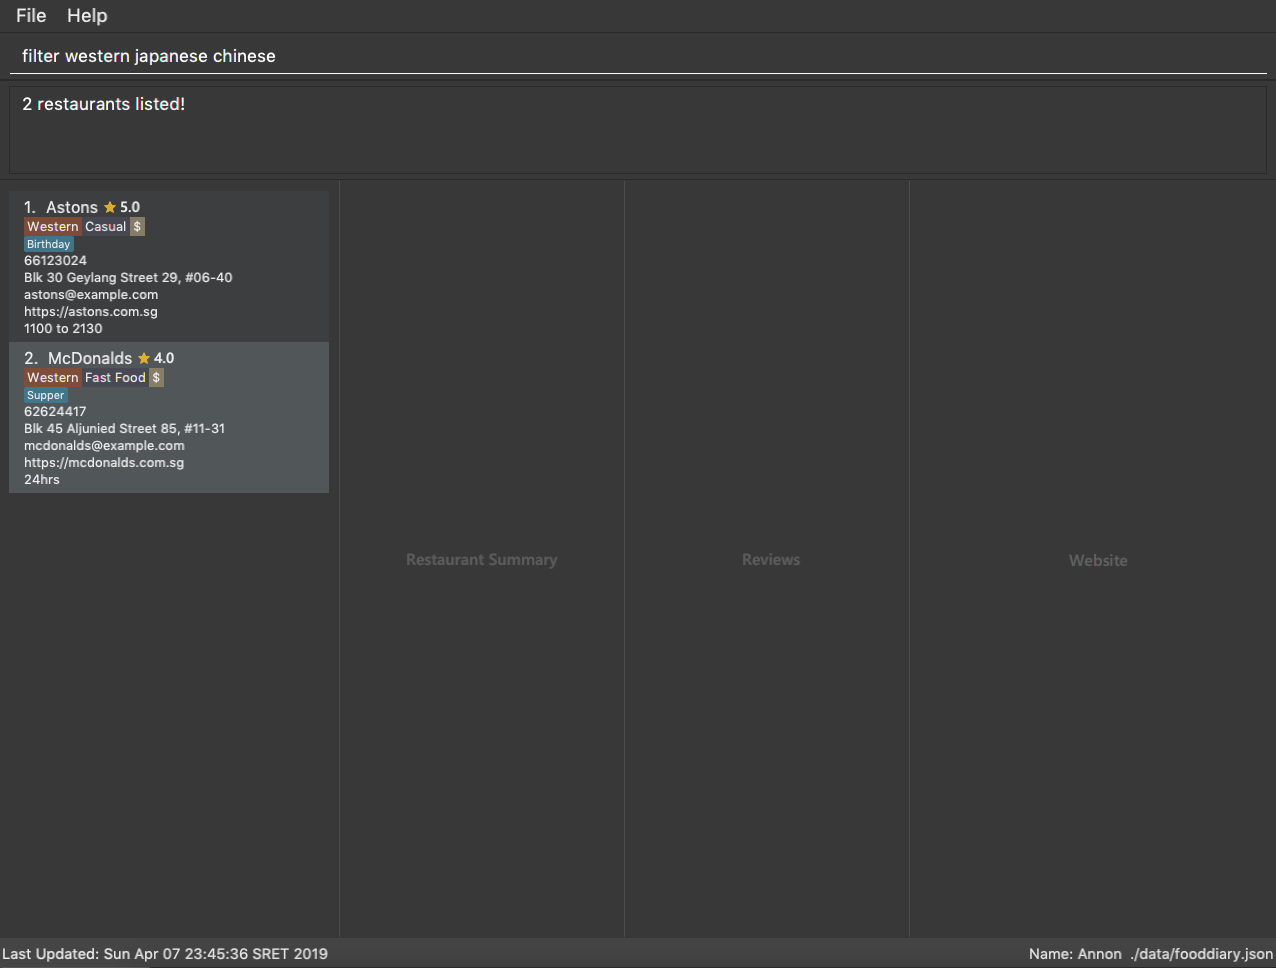 File Help
filter western japanese chinese
2 restaurants listed!
1. Astons 5.0
Western Casual $
Birthday
66123024
Blk 30 Geylang Street 29, #06-40
astons@example.com
https://astons.com.sg
1100 to 2130
2. McDonalds 4.0
Western Fast Food $
Supper
62624417
Blk 45 Aljunied Street 85, #11-31
mcdonalds@example.com
https://mcdonalds.com.sg
24hrs
Restaurant Summary
Reviews
Website
Last Updated: Sun Apr 07 23:45:36 SRET 2019
Name: Annon ./data/fooddiary.json